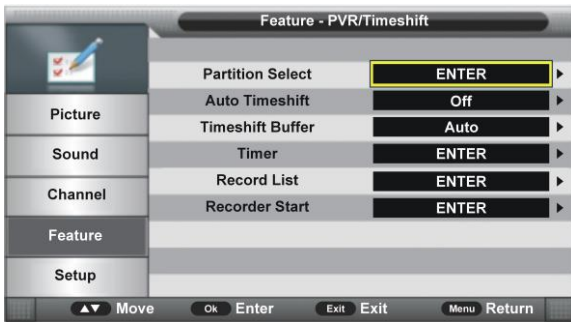 Feature - PVR/Timeshift
Partition Select ENTER
Auto Timeshift Off
Timeshift Buffer Auto
Timer ENTER
Record List ENTER
Recorder Start ENTER
Picture
Sound
Channel
Feature
Setup
▲▼ Move Ok Enter Exit Exit Menu Return